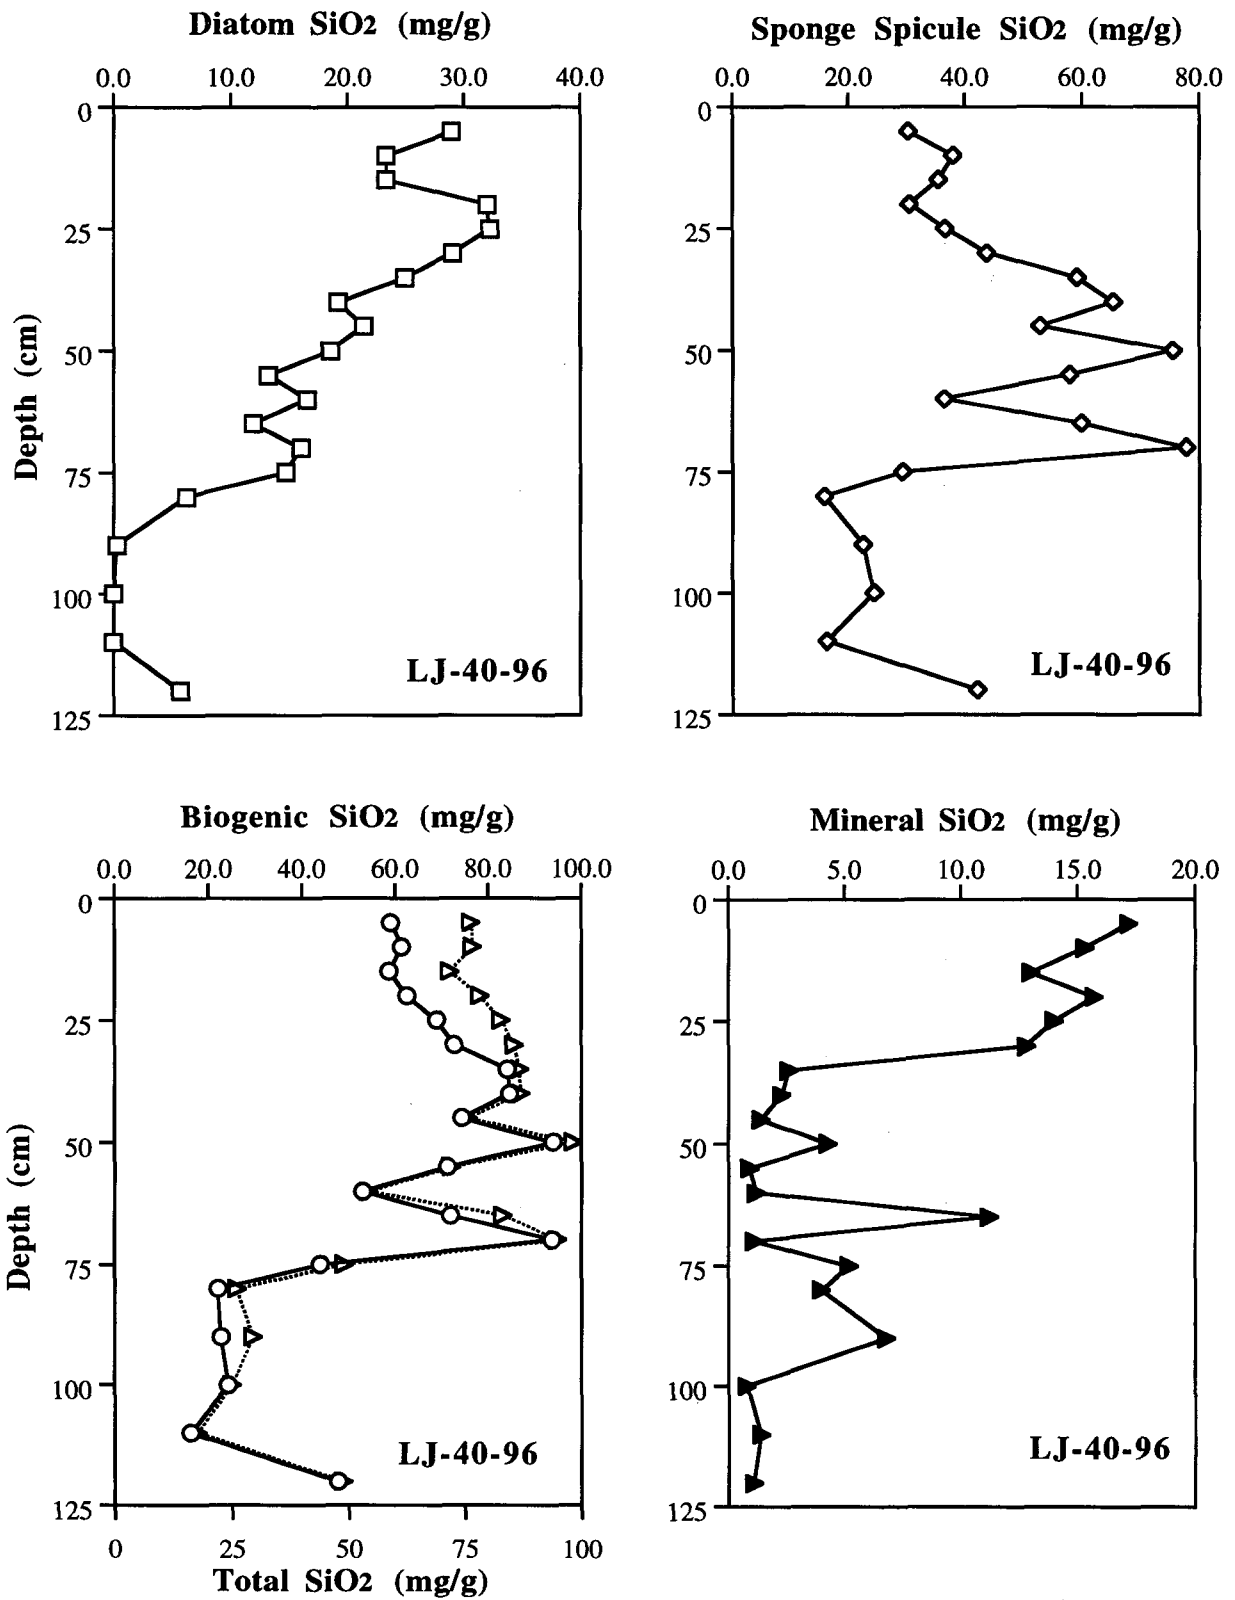 Diatom SiO2 (mg/g)
0.0 10.0 20.0 30.0 40.0
0
25
50
75
100
125
Depth (cm)
LJ-40-96
Sponge Spicule SiO2 (mg/g)
0.0 20.0 40.0 60.0 80.0
0
25
50
75
100
125
LJ-40-96
Biogenic SiO2 (mg/g)
0.0 20.0 40.0 60.0 80.0 100.0
0
25
50
75
100
125
Depth (cm)
LJ-40-96
0 25 50 75 100
Total SiO2 (mg/g)
Mineral SiO2 (mg/g)
0.0 5.0 10.0 15.0 20.0
0
25
50
75
100
125
LJ-40-96